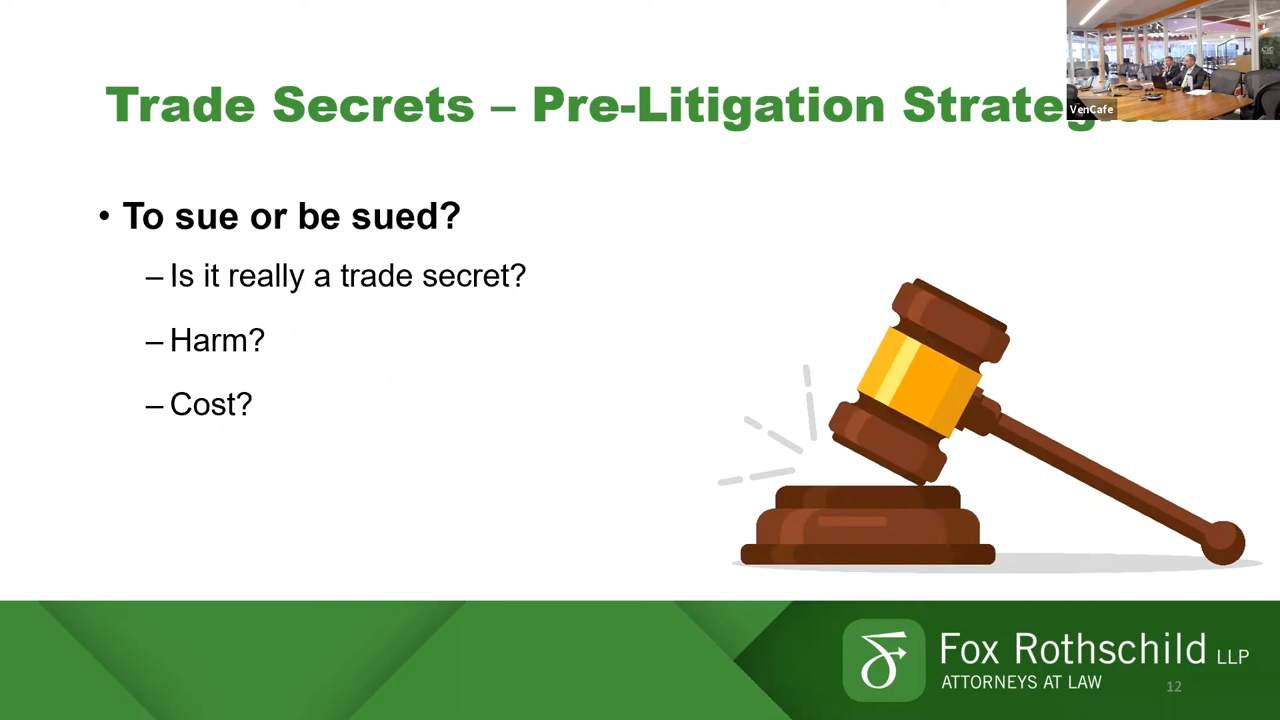 Trade Secrets – Pre-Litigation
VenCafe
• To sue or be sued?
– Is it really a trade secret?
– Harm?
– Cost?
Fox Rothschild LLP
ATTORNEYS AT LAW
12